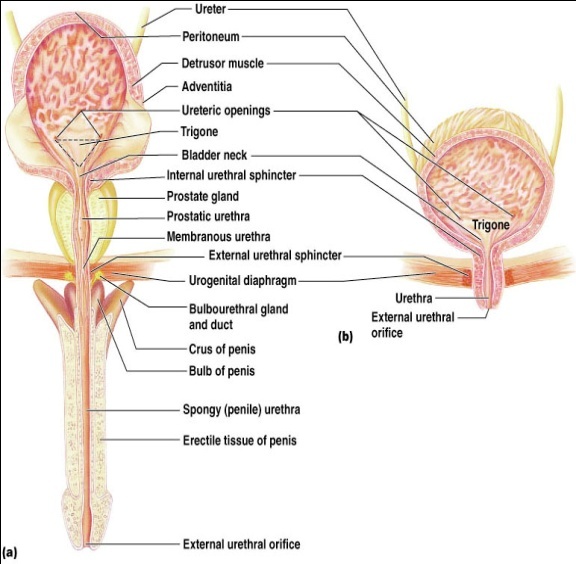 Ureter
Peritoneum
Detrusor muscle
Adventitia
Ureteric openings
Trigone
Bladder neck
Internal urethral sphincter
Prostate gland
Prostatic urethra
Membranous urethra
External urethral sphincter
Urogenital diaphragm
Bulbourethral gland
and duct
Crus of penis
Bulb of penis
Spongy (penile) urethra
Erectile tissue of penis
External urethral orifice
(a)
Trigone
Urethra
External urethral
orifice
(b)